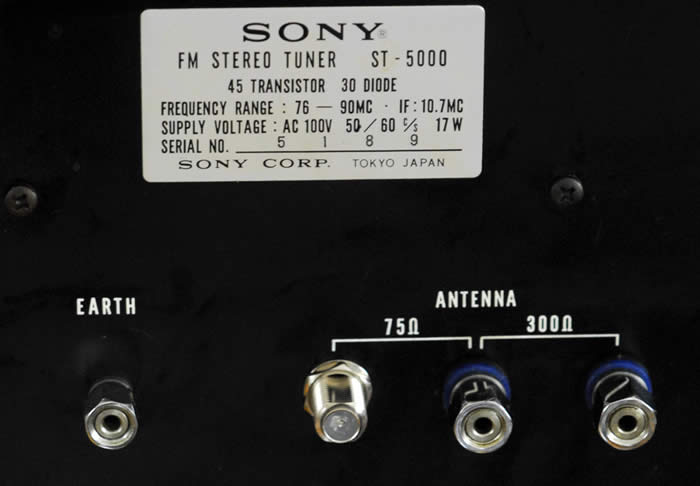 SONY®
FM STEREO TUNER ST-5000
45 TRANSISTOR 30 DIODE
FREQUENCY RANGE : 76 — 90MC · IF : 10.7MC
SUPPLY VOLTAGE : AC 100V 50/60 c/s 17W
SERIAL NO. 5 1 8 9
SONY CORP. TOKYO JAPAN
EARTH
ANTENNA
75Ω 300Ω